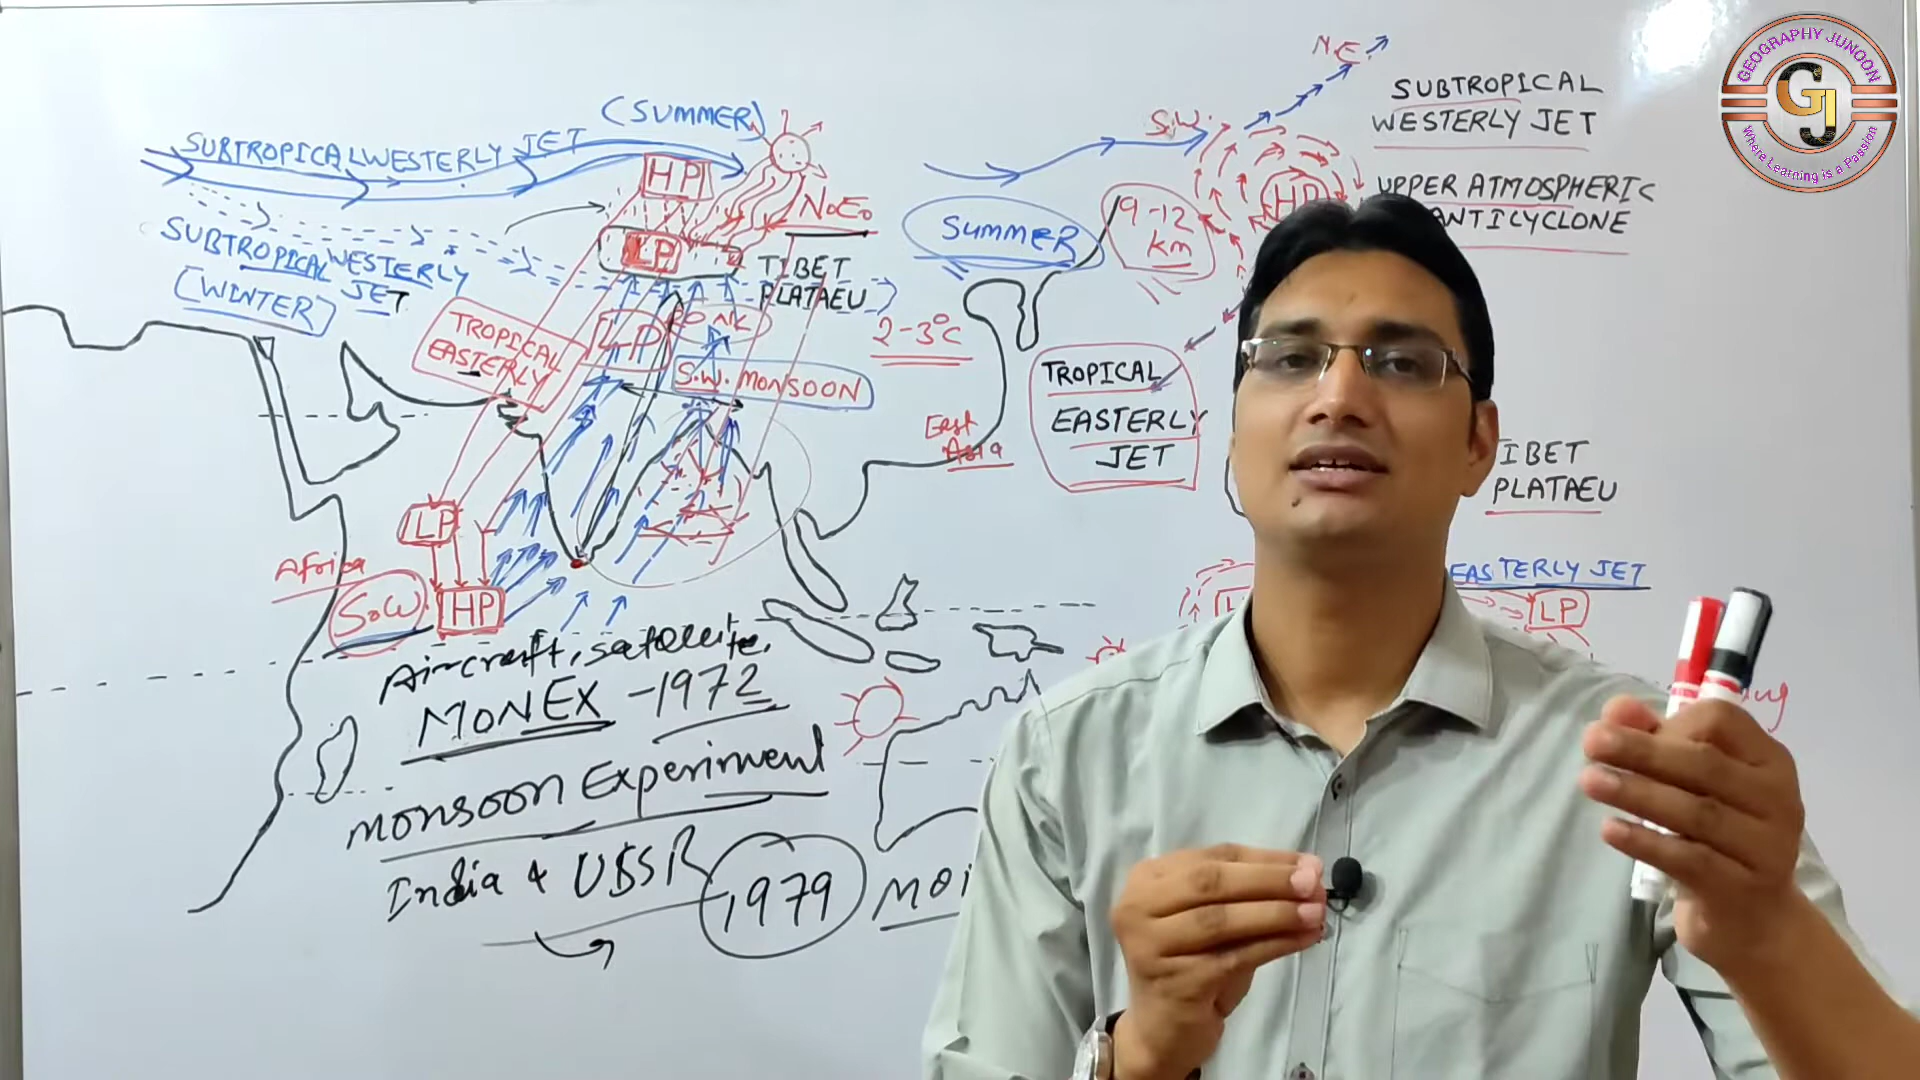 (SUMMER)
SUBTROPICAL WESTERLY JET
HP
N.E.
SUBTROPICAL WESTERLY
JET
(WINTER)
LP
TIBET
PLATAEU
TROPICAL
EASTERLY
LP
2-3°C
S.W. MONSOON
East
Asia
LP
Africa
S.W
HP
Aircraft, satellite,
MONEX -1972
Monsoon Experiment
India & USSR
1979
N.E.
S.W.
SUBTROPICAL
WESTERLY JET
SUMMER
9-12
km
HP
UPPER ATMOSPHERIC
ANTICYCLONE
TROPICAL
EASTERLY
JET
IBET
PLATAEU
EASTERLY JET
LP
GEOGRAPHY JUNOON
GJ
Where Learning is a Passion